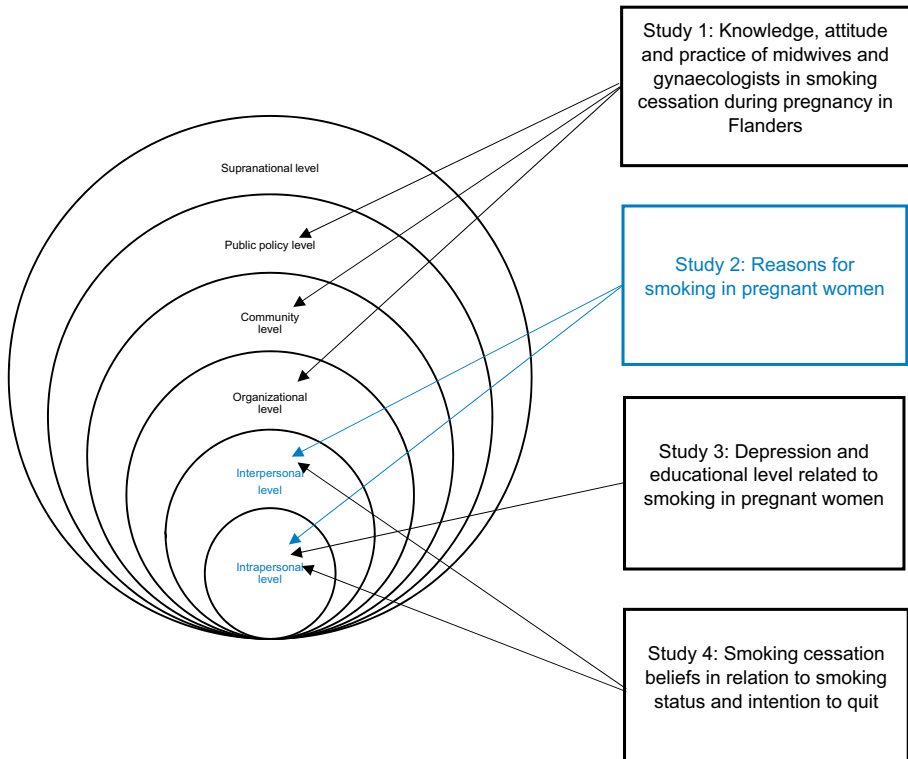 Study 1: Knowledge, attitude
and practice of midwives and
gynaecologists in smoking
cessation during pregnancy in
Flanders
Supranational level
Public policy level
Community
level
Organizational
level
Interpersonal
level
Intrapersonal
level
Study 2: Reasons for
smoking in pregnant women
Study 3: Depression and
educational level related to
smoking in pregnant women
Study 4: Smoking cessation
beliefs in relation to smoking
status and intention to quit